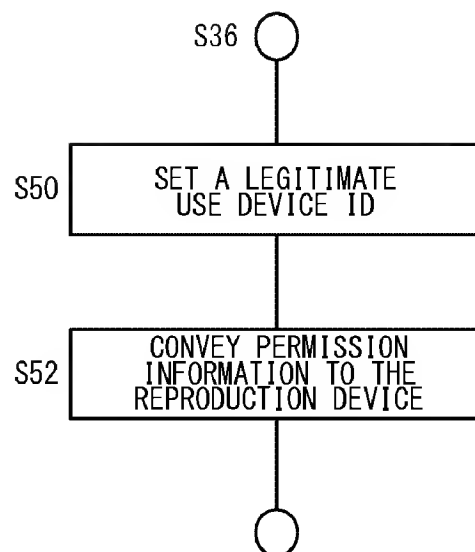 S36
S50
SET A LEGITIMATE
USE DEVICE ID
S52
CONVEY PERMISSION
INFORMATION TO THE
REPRODUCTION DEVICE